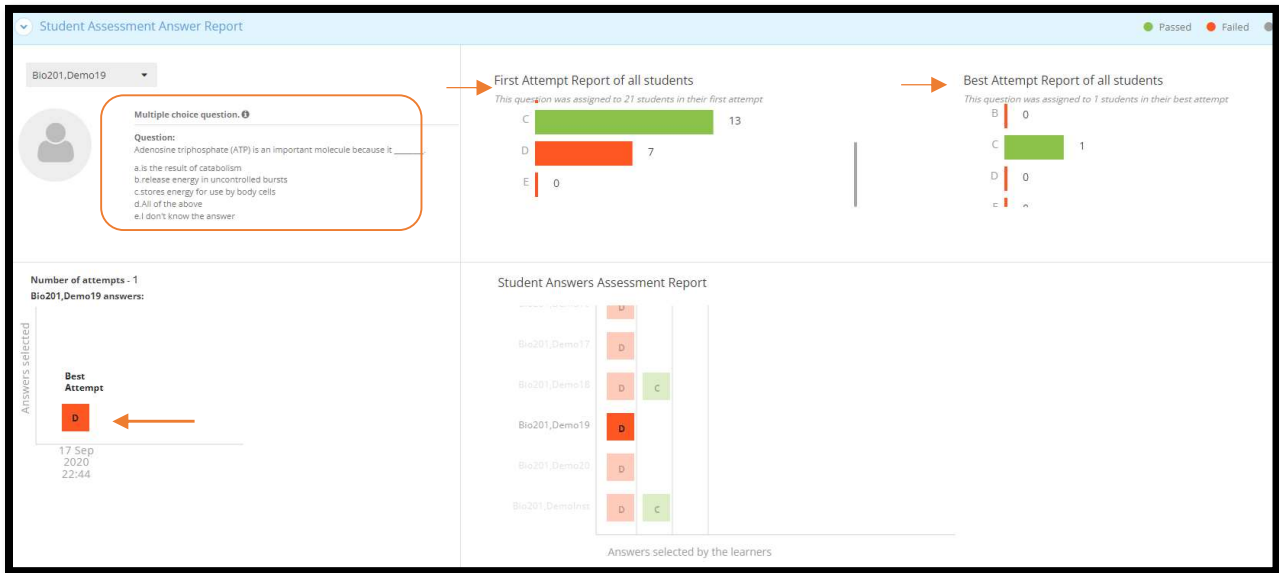 Student Assessment Answer Report
Passed
Failed
Bio201,Demo19
Multiple choice question.
Question:
Adenosine triphosphate (ATP) is an important molecule because it ________.
a.is the result of catabolism
b.release energy in uncontrolled bursts
c.stores energy for use by body cells
d.All of the above
e.I don't know the answer
First Attempt Report of all students
This question was assigned to 21 students in their first attempt
C 13
D 7
E 0
Best Attempt Report of all students
This question was assigned to 1 students in their best attempt
B 0
C 1
D 0
Number of attempts - 1
Bio201,Demo19 answers:
Answers selected
Best
Attempt
D
17 Sep
2020
22:44
Student Answers Assessment Report
D
Bio201,Demo17 D
Bio201,Demo18 D C
Bio201,Demo19 D
Bio201,Demo20 D
Bio201,DemoInst D C
Answers selected by the learners